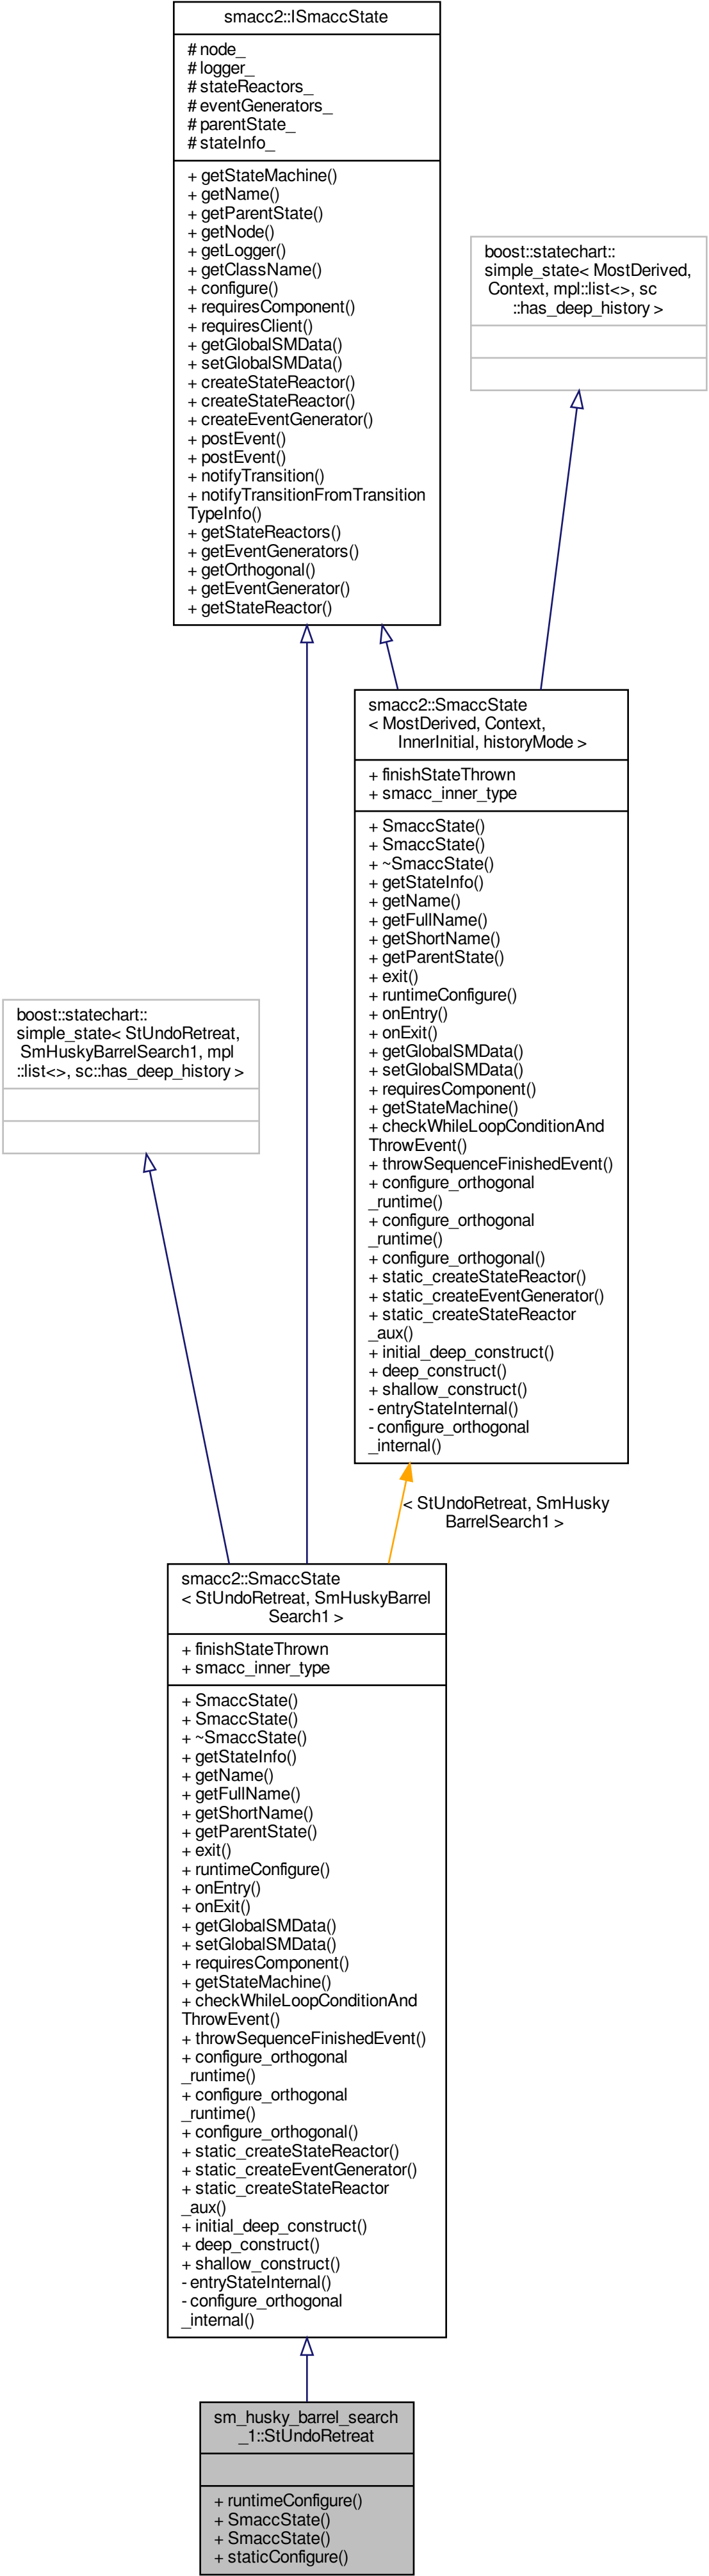 smacc2::ISmaccState
# node_
# logger_
# stateReactors_
# eventGenerators_
# parentState_
# stateInfo_
+ getStateMachine()
+ getName()
+ getParentState()
+ getNode()
+ getLogger()
+ getClassName()
+ configure()
+ requiresComponent()
+ requiresClient()
+ getGlobalSMData()
+ setGlobalSMData()
+ createStateReactor()
+ createStateReactor()
+ createEventGenerator()
+ postEvent()
+ postEvent()
+ notifyTransition()
+ notifyTransitionFromTransition
TypeInfo()
+ getStateReactors()
+ getEventGenerators()
+ getOrthogonal()
+ getEventGenerator()
+ getStateReactor()
boost::statechart::
simple_state< MostDerived,
Context, mpl::list<>, sc
::has_deep_history >
smacc2::SmaccState
< MostDerived, Context,
InnerInitial, historyMode >
+ finishStateThrown
+ smacc_inner_type
+ SmaccState()
+ SmaccState()
+ ~SmaccState()
+ getStateInfo()
+ getName()
+ getFullName()
+ getShortName()
+ getParentState()
+ exit()
+ runtimeConfigure()
+ onEntry()
+ onExit()
+ getGlobalSMData()
+ setGlobalSMData()
+ requiresComponent()
+ getStateMachine()
+ checkWhileLoopConditionAnd
ThrowEvent()
+ throwSequenceFinishedEvent()
+ configure_orthogonal
_runtime()
+ configure_orthogonal
_runtime()
+ configure_orthogonal()
+ static_createStateReactor()
+ static_createEventGenerator()
+ static_createStateReactor
_aux()
+ initial_deep_construct()
+ deep_construct()
+ shallow_construct()
- entryStateInternal()
- configure_orthogonal
_internal()
boost::statechart::
simple_state< StUndoRetreat,
SmHuskyBarrelSearch1, mpl
::list<>, sc::has_deep_history >
< StUndoRetreat, SmHusky
BarrelSearch1 >
smacc2::SmaccState
< StUndoRetreat, SmHuskyBarrel
Search1 >
+ finishStateThrown
+ smacc_inner_type
+ SmaccState()
+ SmaccState()
+ ~SmaccState()
+ getStateInfo()
+ getName()
+ getFullName()
+ getShortName()
+ getParentState()
+ exit()
+ runtimeConfigure()
+ onEntry()
+ onExit()
+ getGlobalSMData()
+ setGlobalSMData()
+ requiresComponent()
+ getStateMachine()
+ checkWhileLoopConditionAnd
ThrowEvent()
+ throwSequenceFinishedEvent()
+ configure_orthogonal
_runtime()
+ configure_orthogonal
_runtime()
+ configure_orthogonal()
+ static_createStateReactor()
+ static_createEventGenerator()
+ static_createStateReactor
_aux()
+ initial_deep_construct()
+ deep_construct()
+ shallow_construct()
- entryStateInternal()
- configure_orthogonal
_internal()
sm_husky_barrel_search
_1::StUndoRetreat
+ runtimeConfigure()
+ SmaccState()
+ SmaccState()
+ staticConfigure()